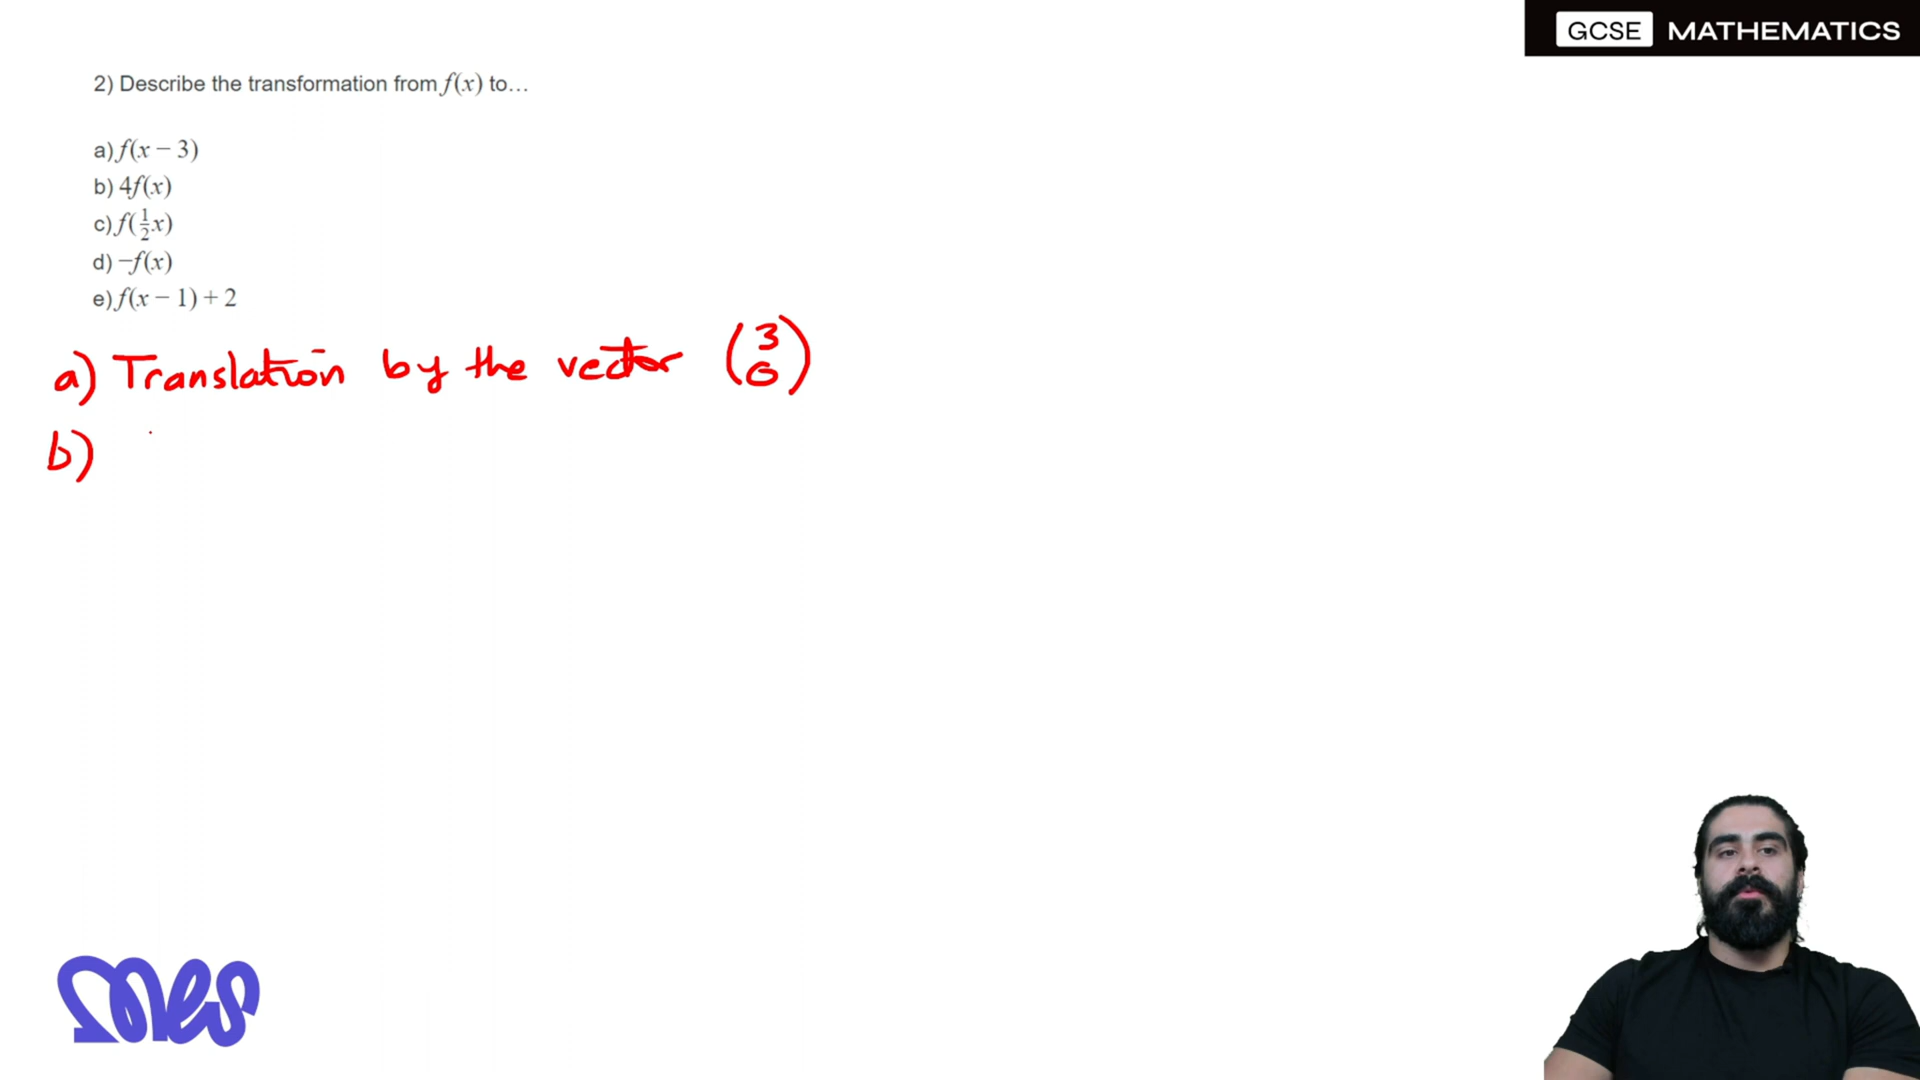 GCSE MATHEMATICS
2) Describe the transformation from f(x) to…
a) f(x − 3)
b) 4f(x)
c) f(½x)
d) −f(x)
e) f(x − 1) + 2
a) Translation by the vector (3 0)
b)
mes